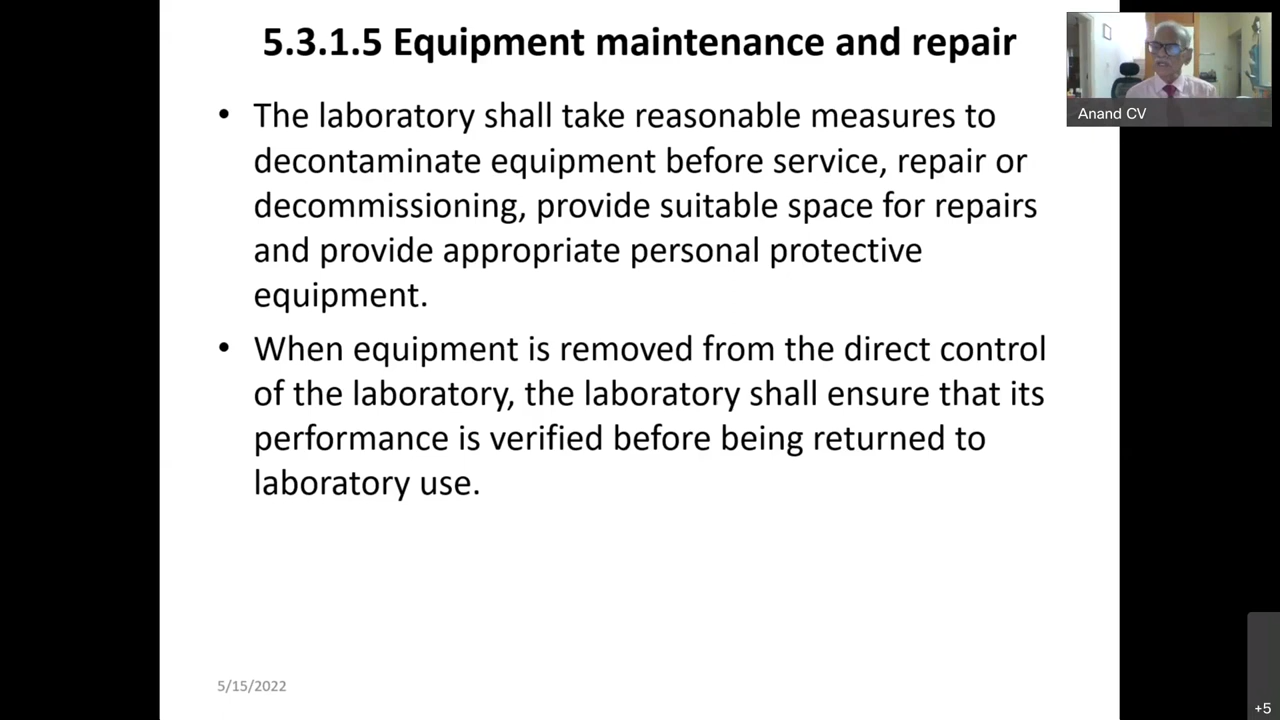 5.3.1.5 Equipment maintenance and repair
Anand CV
• The laboratory shall take reasonable measures to
decontaminate equipment before service, repair or
decommissioning, provide suitable space for repairs
and provide appropriate personal protective
equipment.
• When equipment is removed from the direct control
of the laboratory, the laboratory shall ensure that its
performance is verified before being returned to
laboratory use.
5/15/2022
+5